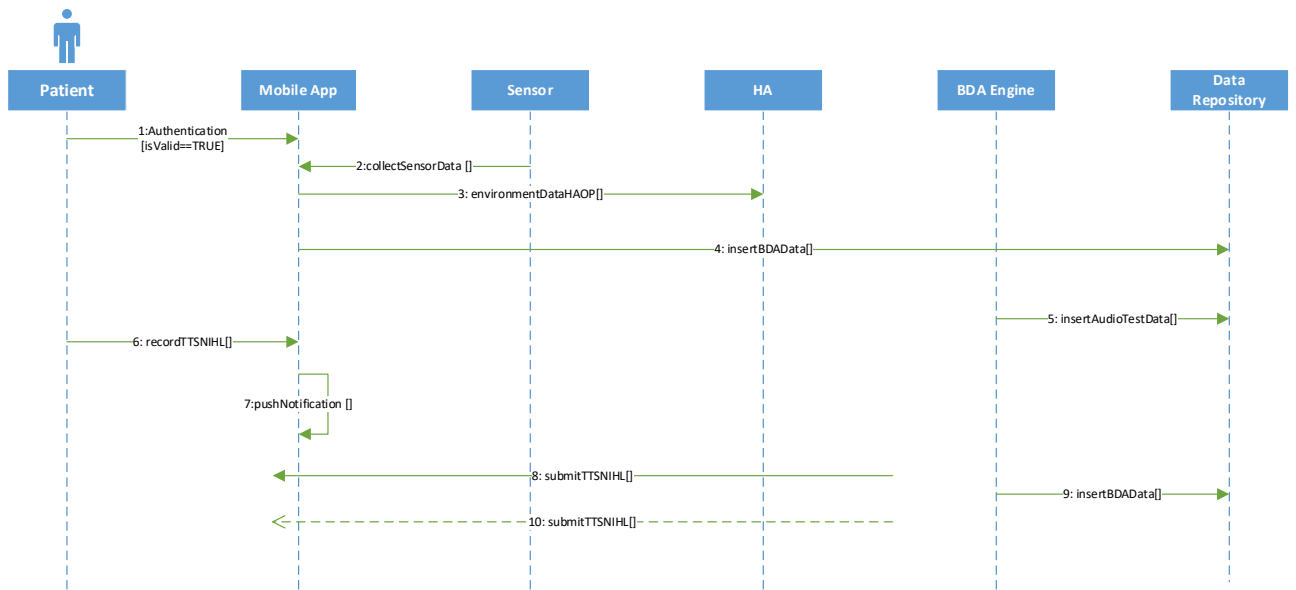 Patient
Mobile App
Sensor
HA
BDA Engine
Data
Repository
1:Authentication
[isValid==TRUE]
2:collectSensorData []
3: environmentDataHAOP[]
4: insertBDAData[]
5: insertAudioTestData[]
6: recordTTSNIHL[]
7:pushNotification []
8: submitTTSNIHL[]
9: insertBDAData[]
10: submitTTSNIHL[]